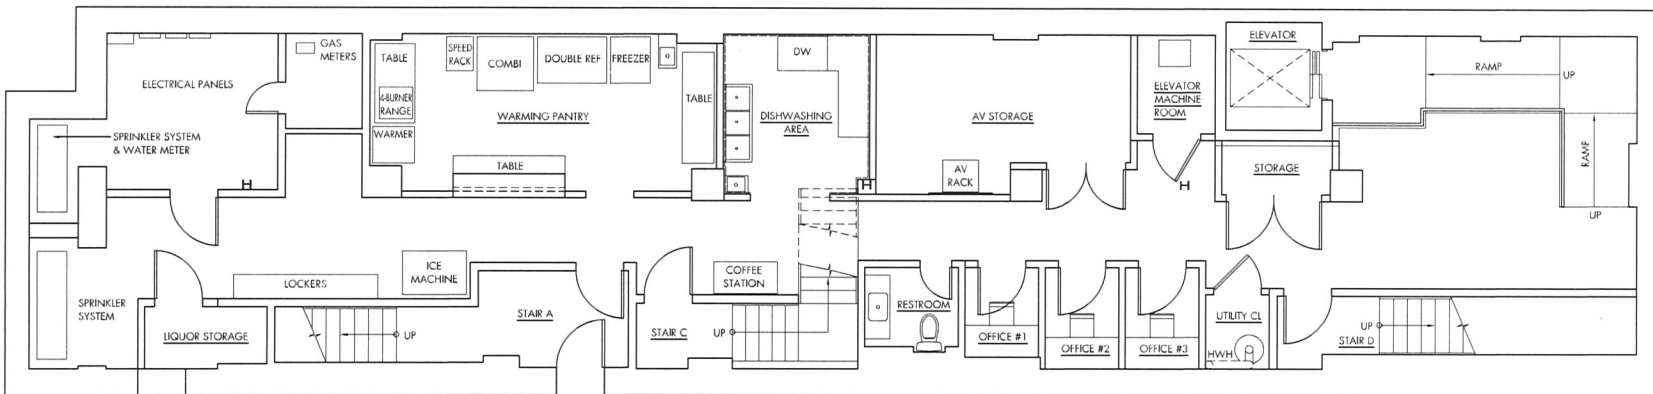 GAS
METERS
ELECTRICAL PANELS
SPRINKLER SYSTEM
& WATER METER
TABLE
4-BURNER
RANGE
WARMER
SPEED
RACK
COMBI
DOUBLE REF
FREEZER
WARMING PANTRY
TABLE
TABLE
DW
DISHWASHING
AREA
AV STORAGE
AV
RACK
ELEVATOR
MACHINE
ROOM
ELEVATOR
RAMP
UP
RAMP
UP
STORAGE
H
H
H
SPRINKLER
SYSTEM
LIQUOR STORAGE
LOCKERS
ICE
MACHINE
UP
STAIR A
STAIR C
COFFEE
STATION
UP
RESTROOM
OFFICE #1
OFFICE #2
OFFICE #3
UTILITY CL
HWH
UP
STAIR D